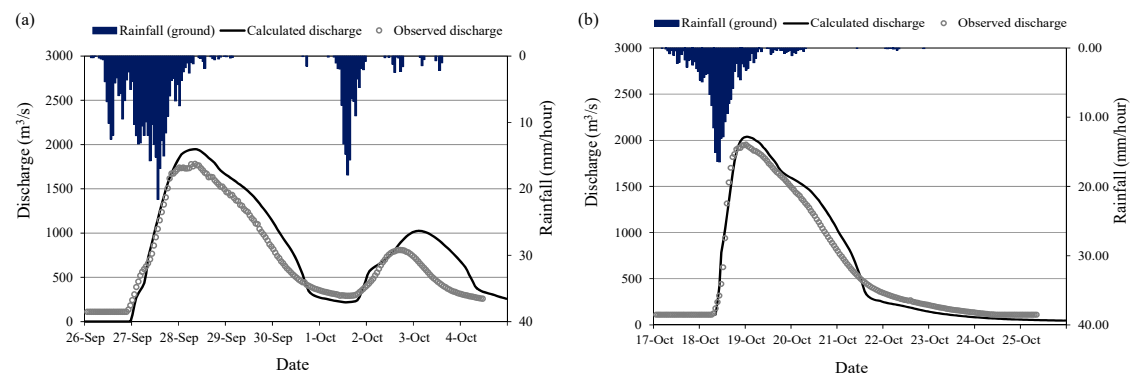 (a)
Rainfall (ground) Calculated discharge Observed discharge
3000 0
2500
2000 10
1500 20
1000
500 30
0 40
26-Sep 27-Sep 28-Sep 29-Sep 30-Sep 1-Oct 2-Oct 3-Oct 4-Oct
Date
Discharge (m³/s)
Rainfall (mm/hour)
(b)
Rainfall (ground) Calculated discharge Observed discharge
3000 0.00
2500
2000 10.00
1500 20.00
1000
500 30.00
0 40.00
17-Oct 18-Oct 19-Oct 20-Oct 21-Oct 22-Oct 23-Oct 24-Oct 25-Oct
Date
Discharge (m³/s)
Rainfall (mm/hour)